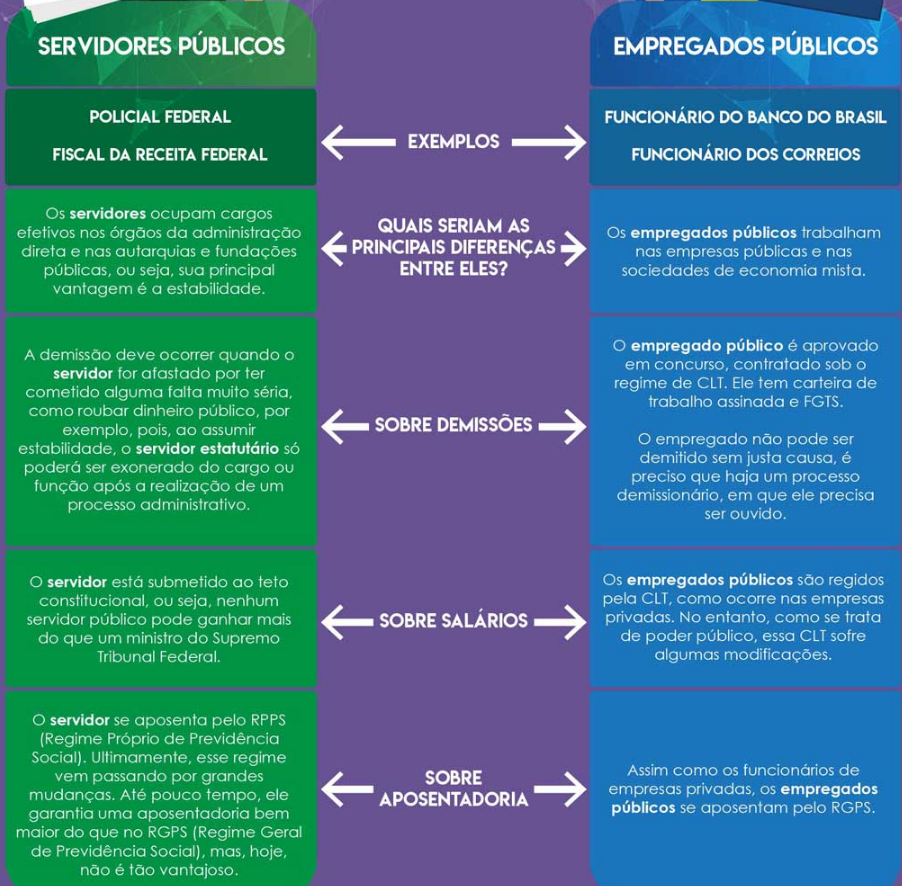 SERVIDORES PÚBLICOS
EMPREGADOS PÚBLICOS
POLICIAL FEDERAL
FISCAL DA RECEITA FEDERAL
EXEMPLOS
FUNCIONÁRIO DO BANCO DO BRASIL
FUNCIONÁRIO DOS CORREIOS
Os servidores ocupam cargos
efetivos nos órgãos da administração
direta e nas autarquias e fundações
públicas, ou seja, sua principal
vantagem é a estabilidade.
QUAIS SERIAM AS
PRINCIPAIS DIFERENÇAS
ENTRE ELES?
Os empregados públicos trabalham
nas empresas públicas e nas
sociedades de economia mista.
A demissão deve ocorrer quando o
servidor for afastado por ter
cometido alguma falta muito séria,
como roubar dinheiro público, por
exemplo, pois, ao assumir
estabilidade, o servidor estatutário só
poderá ser exonerado do cargo ou
função após a realização de um
processo administrativo.
SOBRE DEMISSÕES
O empregado público é aprovado
em concurso, contratado sob o
regime de CLT. Ele tem carteira de
trabalho assinada e FGTS.
O empregado não pode ser
demitido sem justa causa, é
preciso que haja um processo
demissionário, em que ele precisa
ser ouvido.
O servidor está submetido ao teto
constitucional, ou seja, nenhum
servidor público pode ganhar mais
do que um ministro do Supremo
Tribunal Federal.
SOBRE SALÁRIOS
Os empregados públicos são regidos
pela CLT, como ocorre nas empresas
privadas. No entanto, como se trata
de poder público, essa CLT sofre
algumas modificações.
O servidor se aposenta pelo RPPS
(Regime Próprio de Previdência
Social). Ultimamente, esse regime
vem passando por grandes
mudanças. Até pouco tempo, ele
garantia uma aposentadoria bem
maior do que no RGPS (Regime Geral
de Previdência Social), mas, hoje,
não é tão vantajoso.
SOBRE
APOSENTADORIA
Assim como os funcionários de
empresas privadas, os empregados
públicos se aposentam pelo RGPS.